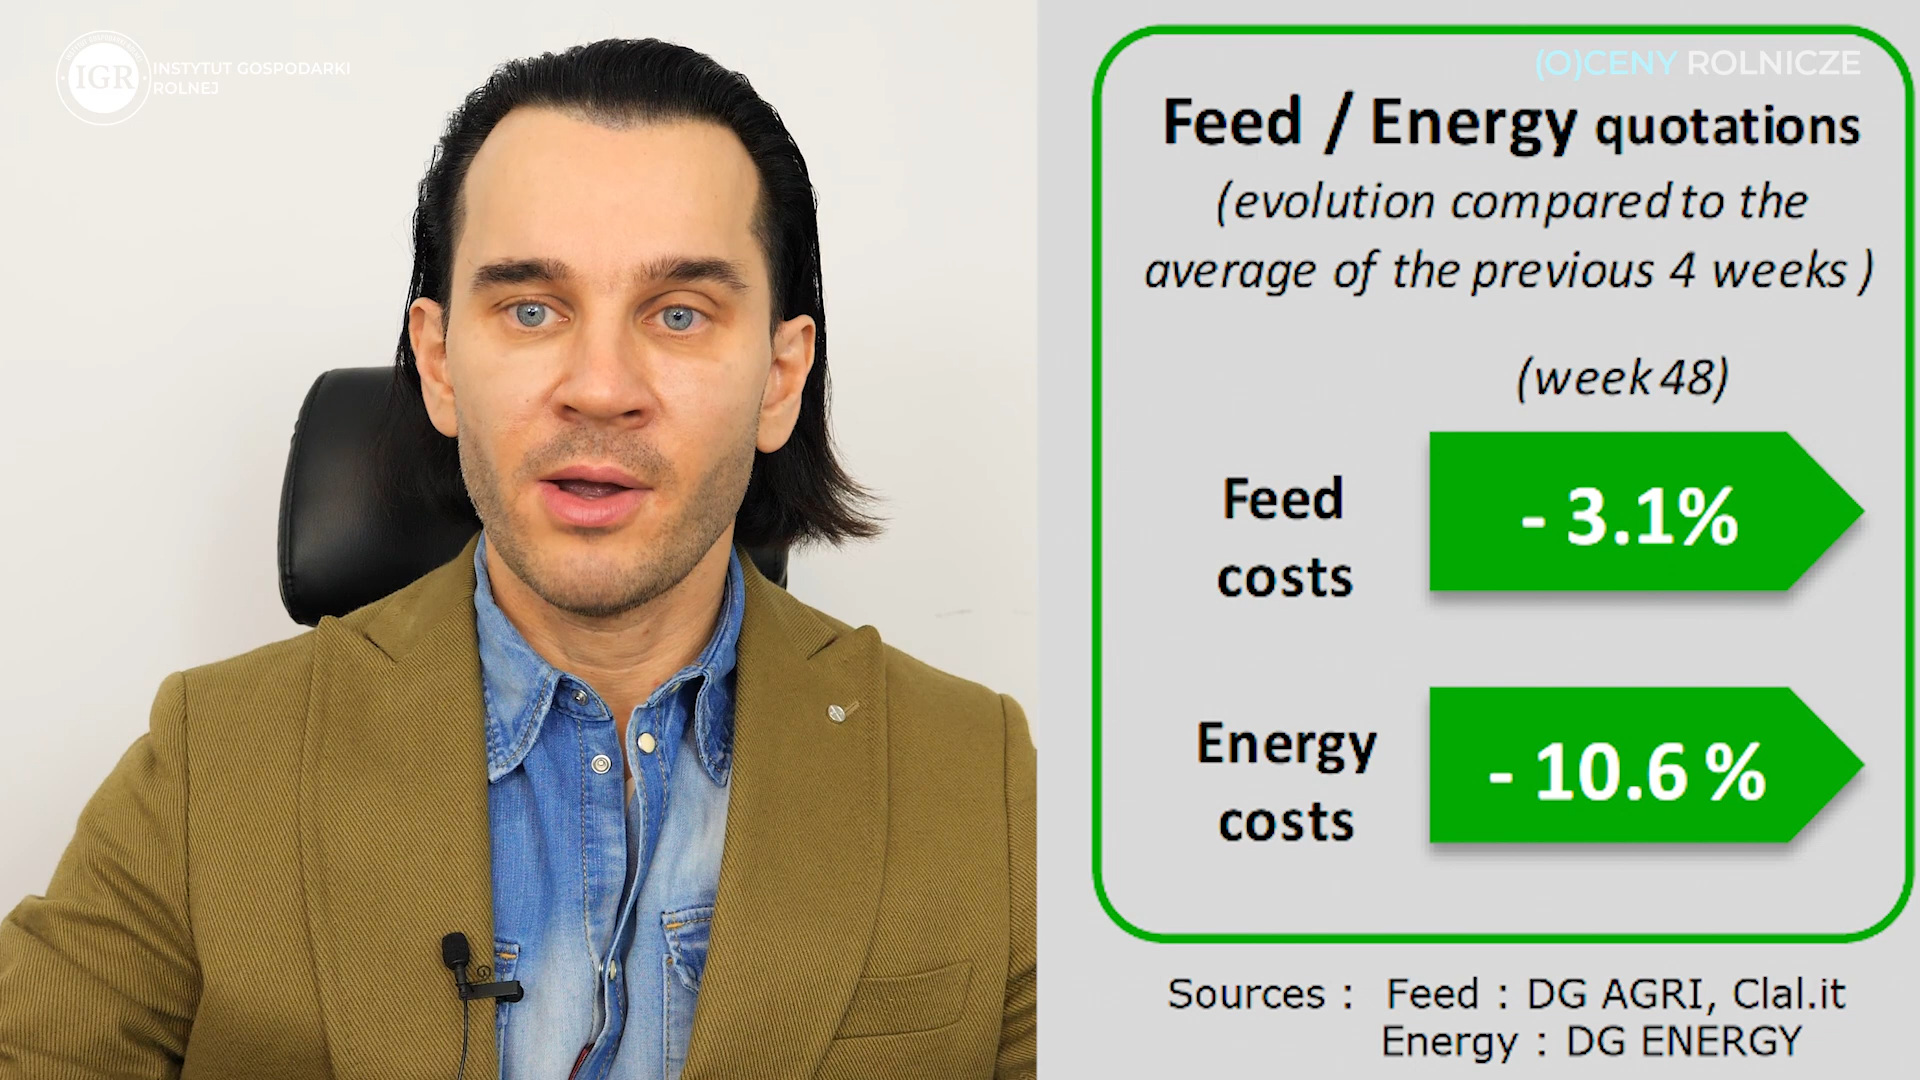 IGR
INSTYTUT GOSPODARKI
ROLNEJ
(O)CENY ROLNICZE
Feed / Energy quotations
(evolution compared to the
average of the previous 4 weeks )
(week 48)
Feed
costs
- 3.1%
Energy
costs
- 10.6 %
Sources : Feed : DG AGRI, Clal.it
Energy : DG ENERGY